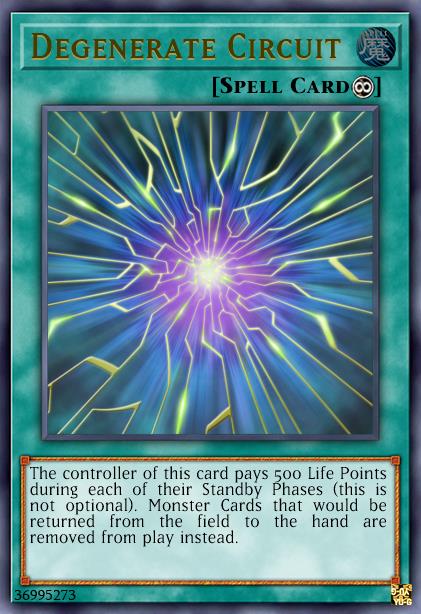 Degenerate Circuit 魔
[Spell Card]
The controller of this card pays 500 Life Points
during each of their Standby Phases (this is
not optional). Monster Cards that would be
returned from the field to the hand are
removed from play instead.
36995273